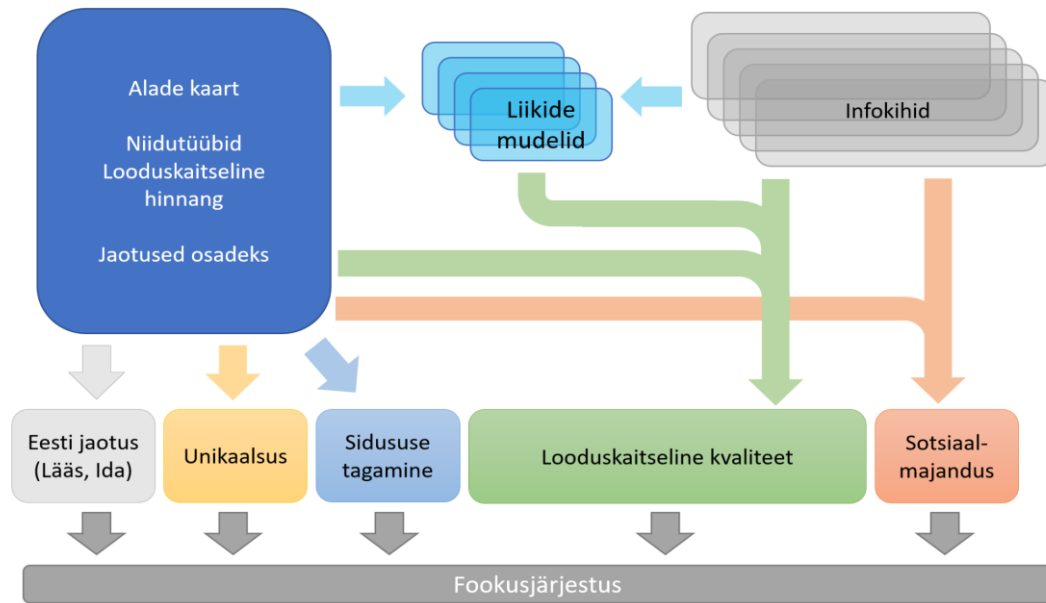 Alade kaart
Niidutüübid
Looduskaitseline
hinnang
Jaotused osadeks
Liikide
mudelid
Infokihid
Eesti jaotus
(Lääs, Ida)
Unikaalsus
Sidususe
tagamine
Looduskaitseline kvaliteet
Sotsiaal-
majandus
Fookusjärjestus